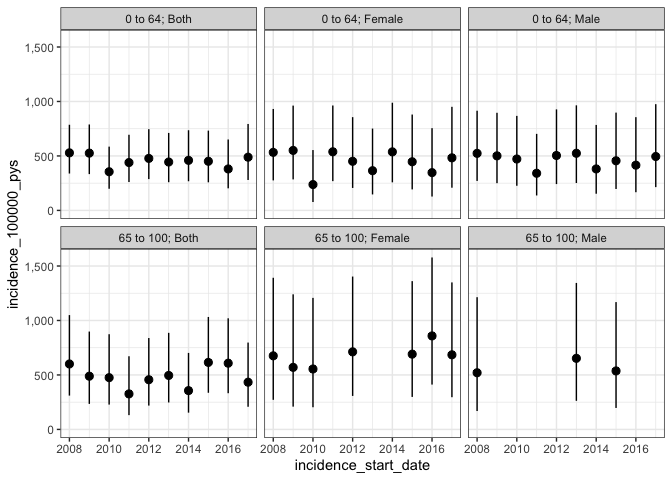 0 to 64; Both
0 to 64; Female
0 to 64; Male
1,500
1,000
500
0
65 to 100; Both
65 to 100; Female
65 to 100; Male
1,500
1,000
500
0
2008 2010 2012 2014 2016
2008 2010 2012 2014 2016
2008 2010 2012 2014 2016
incidence_start_date
incidence_100000_pys